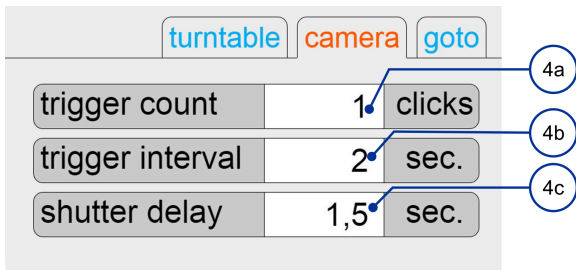 turntable camera goto
trigger count 1 clicks 4a
trigger interval 2 sec. 4b
shutter delay 1,5 sec. 4c